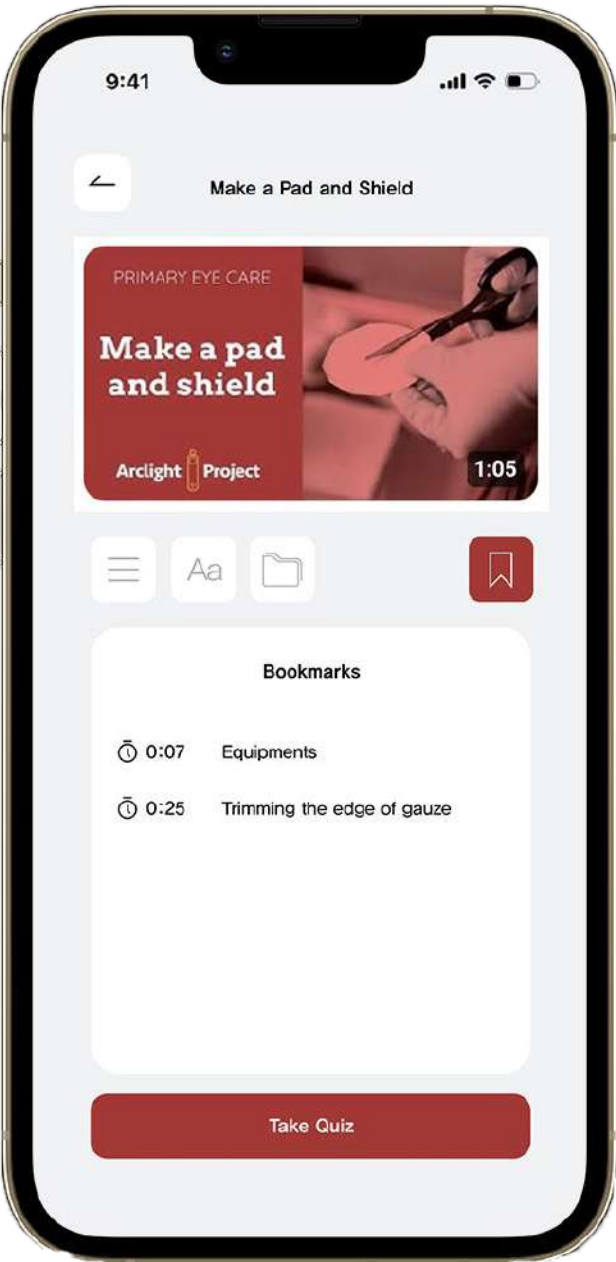 9:41
Make a Pad and Shield
PRIMARY EYE CARE
Make a pad
and shield
Arclight Project
1:05
Aa
Bookmarks
0:07 Equipments
0:25 Trimming the edge of gauze
Take Quiz